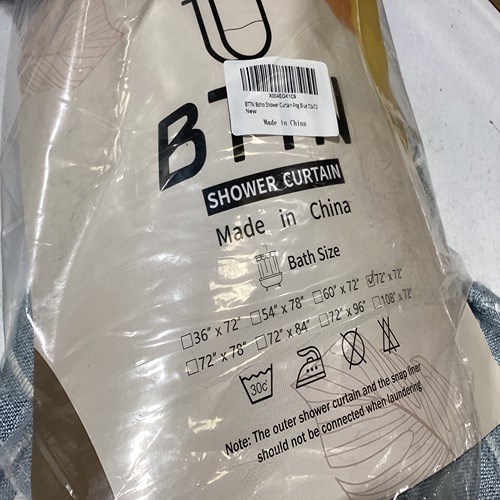 BTTN Boho Shower Curtain Fog Blue 72x72
New
Made in China
BTTN
SHOWER CURTAIN
Made in China
Bath Size
36" x 72" 54" x 78" 60" x 72" 72" x 72"
72" x 78" 72" x 84" 72" x 96" 108" x 72"
30c°
Note: The outer shower curtain and the snap liner
should not be connected when laundering